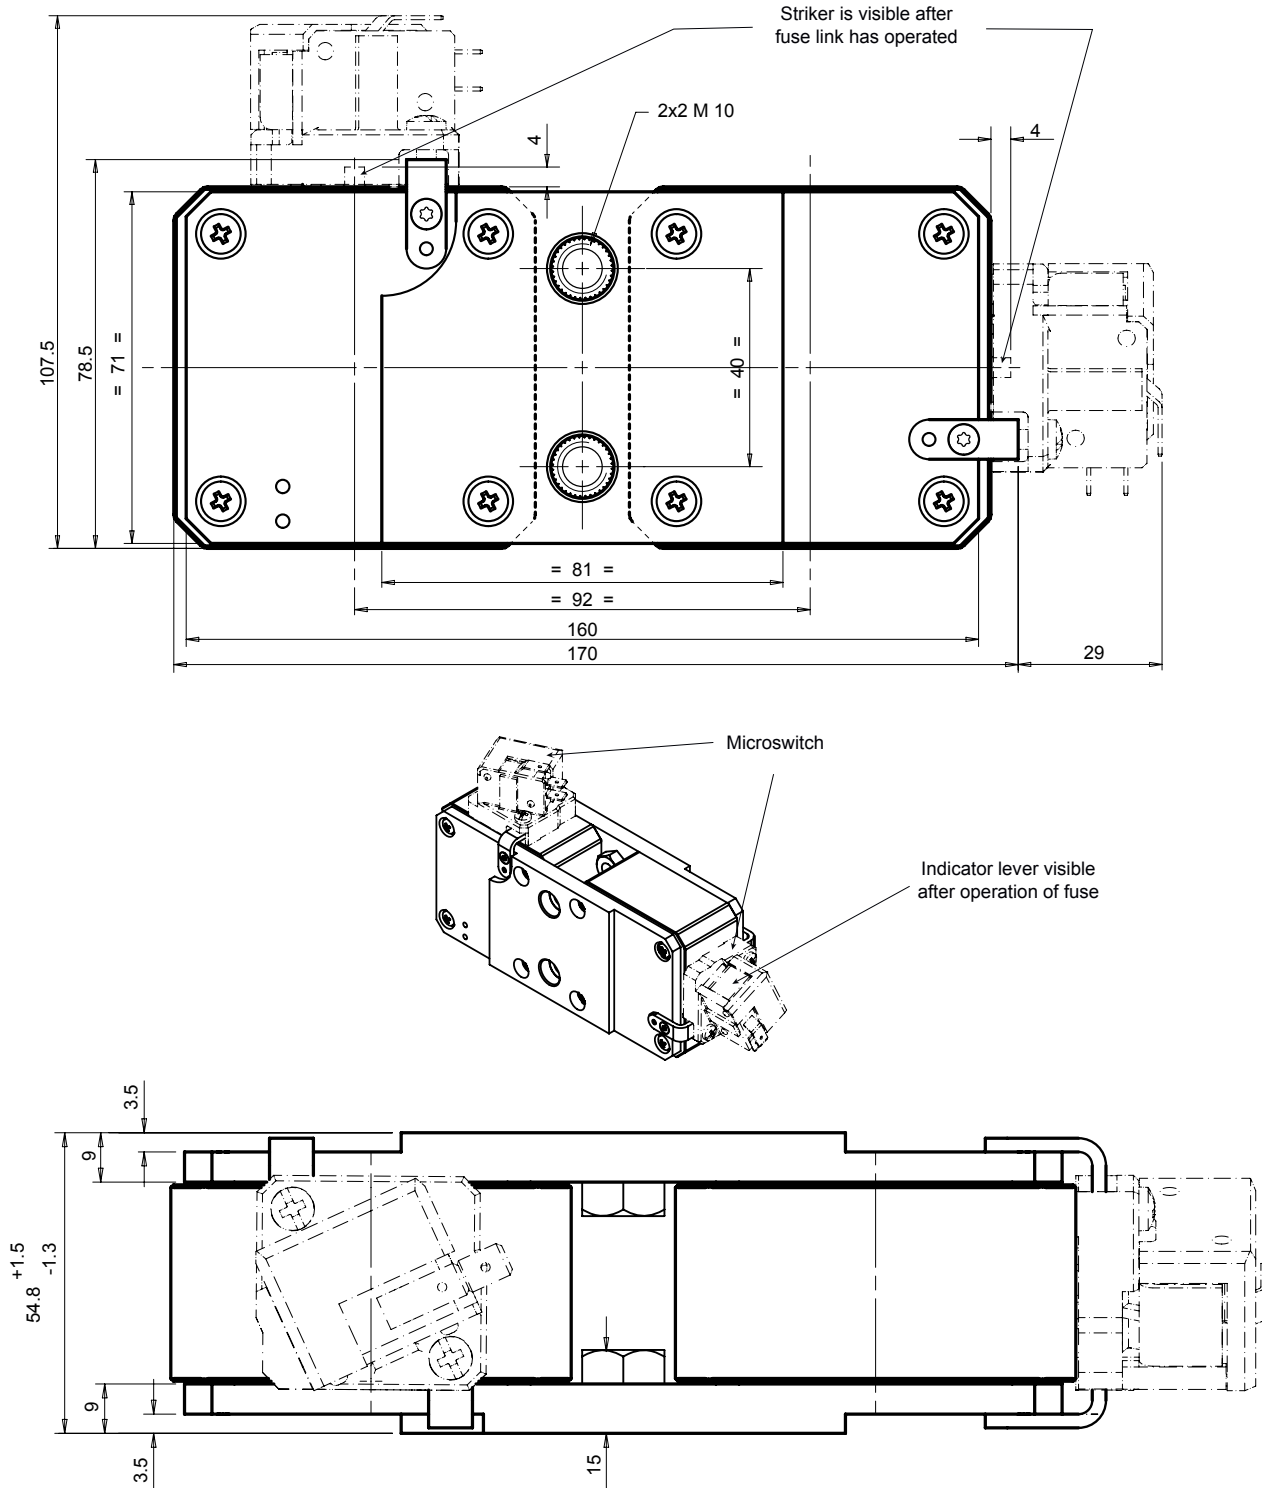 Striker is visible after
fuse link has operated
2x2 M 10
4
4
107.5
78.5
= 71 =
= 40 =
= 81 =
= 92 =
160
170
29
Microswitch
Indicator lever visible
after operation of fuse
3.5
9
54.8 +1.5 -1.3
9
3.5
15